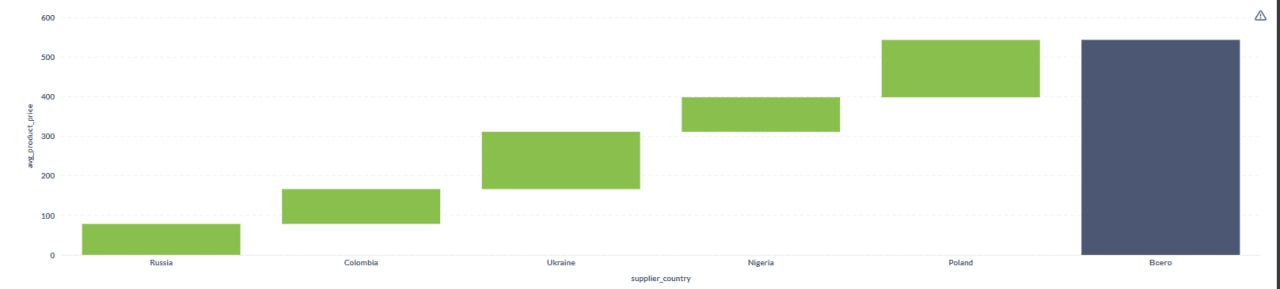 600
500
400
300
200
100
0
avg_product_price
Russia Colombia Ukraine Nigeria Poland Всего
supplier_country